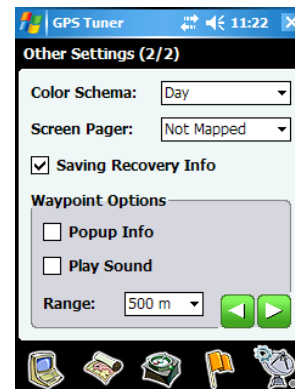 GPS Tuner 11:22
Other Settings (2/2)
Color Schema: Day
Screen Pager: Not Mapped
Saving Recovery Info
Waypoint Options
Popup Info
Play Sound
Range: 500 m